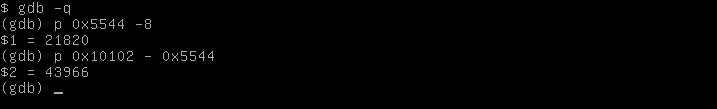 $ gdb -q
(gdb) p 0x5544 -8
$1 = 21820
(gdb) p 0x10102 - 0x5544
$2 = 43966
(gdb) _